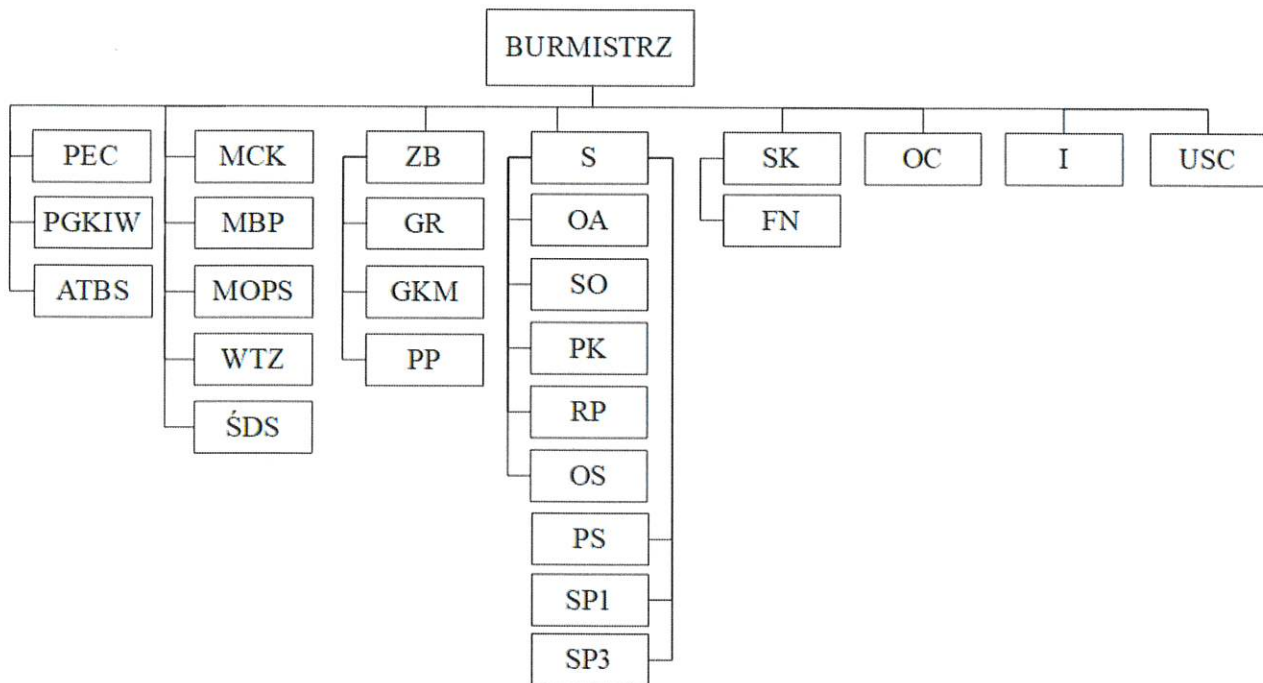 BURMISTRZ
PEC
PGKIW
ATBS
MCK
MBP
MOPS
WTZ
ŚDS
ZB
GR
GKM
PP
S
OA
SO
PK
RP
OS
PS
SP1
SP3
SK
FN
OC
I
USC